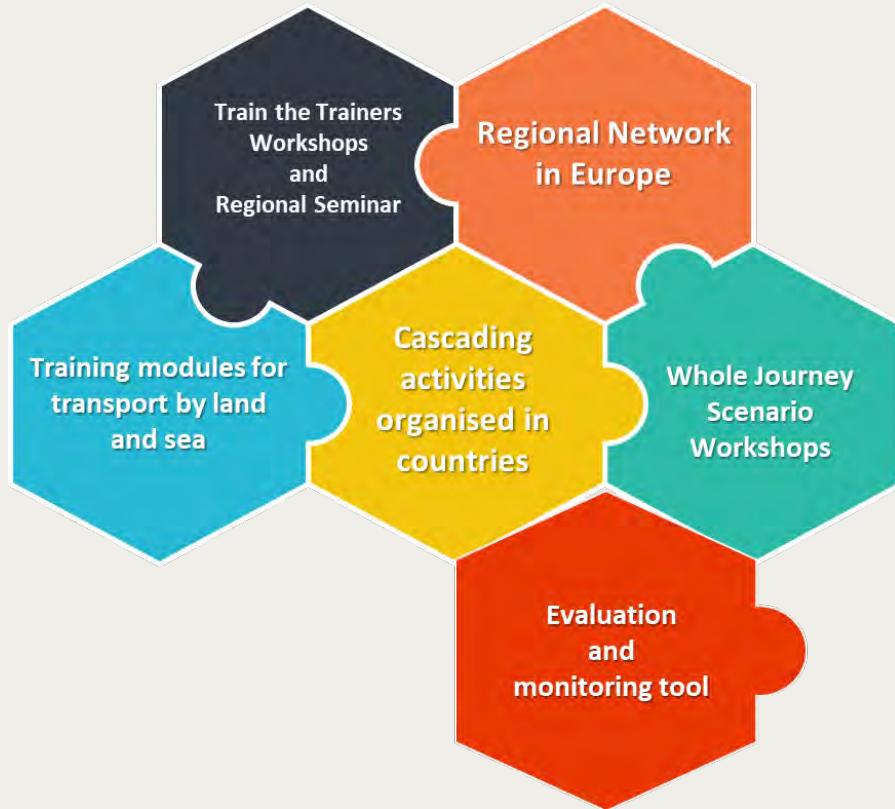 Train the Trainers
Workshops
and
Regional Seminar
Regional Network
in Europe
Training modules for
transport by land
and sea
Cascading
activities
organised in
countries
Whole Journey
Scenario
Workshops
Evaluation
and
monitoring tool